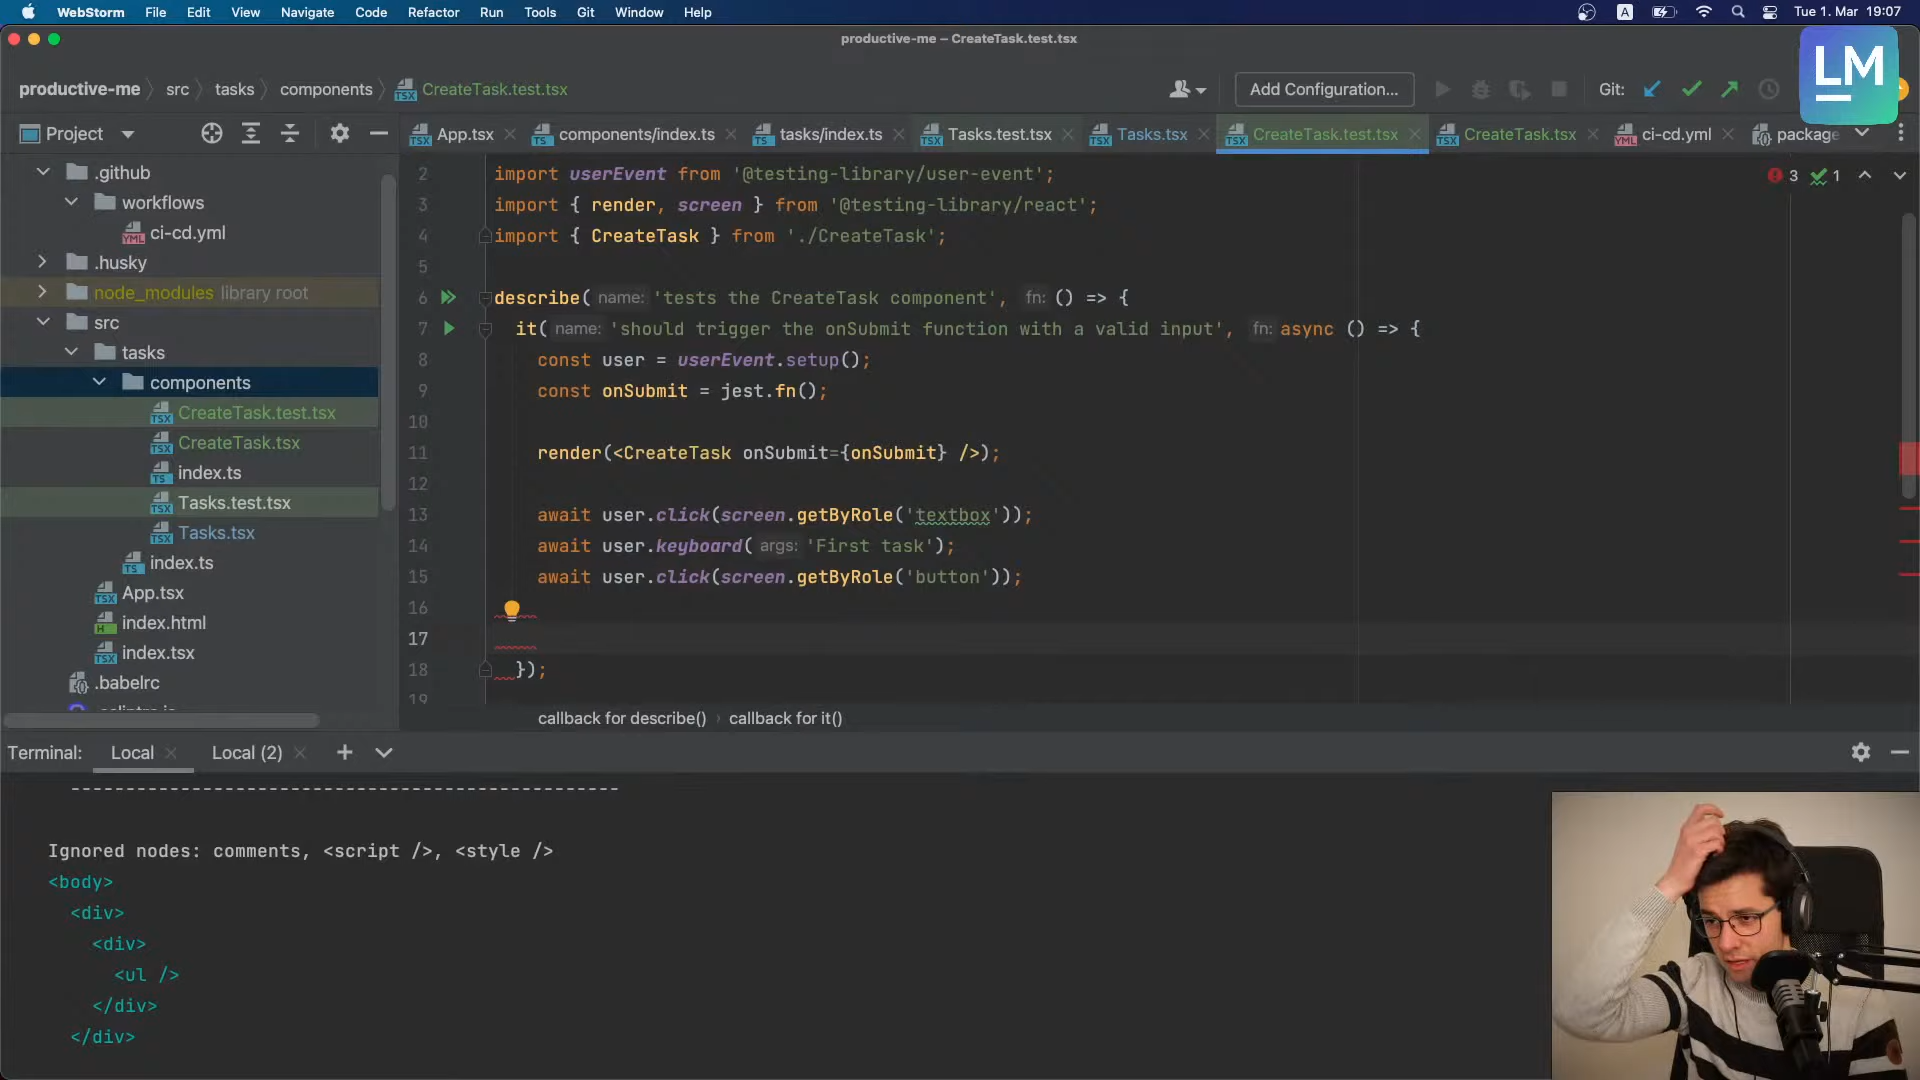 WebStorm File Edit View Navigate Code Refactor Run Tools Git Window Help A Tue 1. Mar 19:07
productive-me – CreateTask.test.tsx
LM
productive-me src tasks components CreateTask.test.tsx Add Configuration... Git:
Project App.tsx components/index.ts tasks/index.ts Tasks.test.tsx Tasks.tsx CreateTask.test.tsx CreateTask.tsx ci-cd.yml package
.github
workflows
ci-cd.yml
.husky
node_modules library root
src
tasks
components
CreateTask.test.tsx
CreateTask.tsx
index.ts
Tasks.test.tsx
Tasks.tsx
index.ts
App.tsx
index.html
index.tsx
.babelrc
3 1
2 import userEvent from '@testing-library/user-event';
3 import { render, screen } from '@testing-library/react';
4 import { CreateTask } from './CreateTask';
5
6 describe( name: 'tests the CreateTask component', fn: () => {
7 it( name: 'should trigger the onSubmit function with a valid input', fn: async () => {
8 const user = userEvent.setup();
9 const onSubmit = jest.fn();
10
11 render(<CreateTask onSubmit={onSubmit} />);
12
13 await user.click(screen.getByRole('textbox'));
14 await user.keyboard( args: 'First task');
15 await user.click(screen.getByRole('button'));
16
17
18 });
19
callback for describe() › callback for it()
Terminal: Local Local (2)
--------------------------------------------------
Ignored nodes: comments, <script />, <style />
<body>
<div>
<div>
<ul />
</div>
</div>